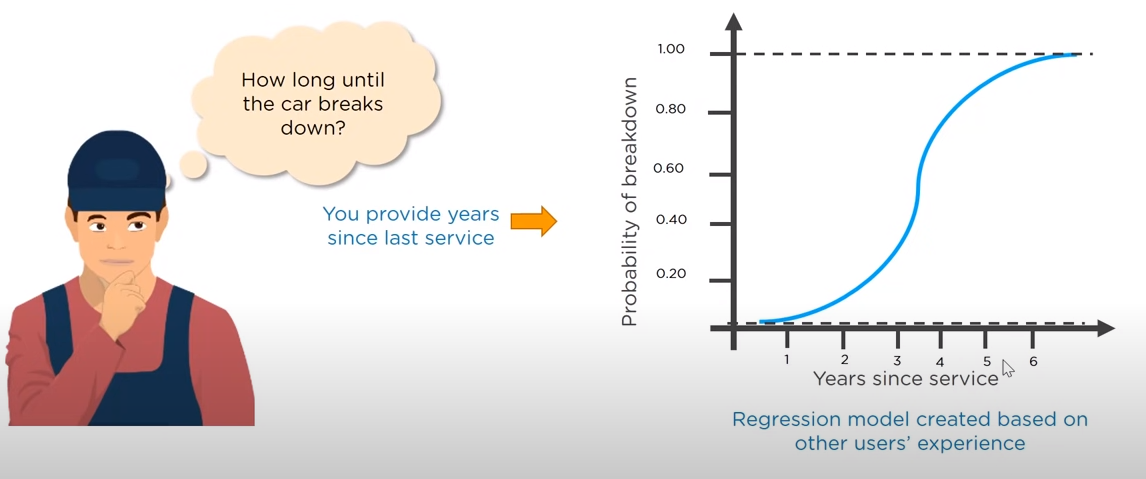 How long until
the car breaks
down?
You provide years
since last service
Probability of breakdown
1.00
0.80
0.60
0.40
0.20
1 2 3 4 5 6
Years since service
Regression model created based on
other users' experience